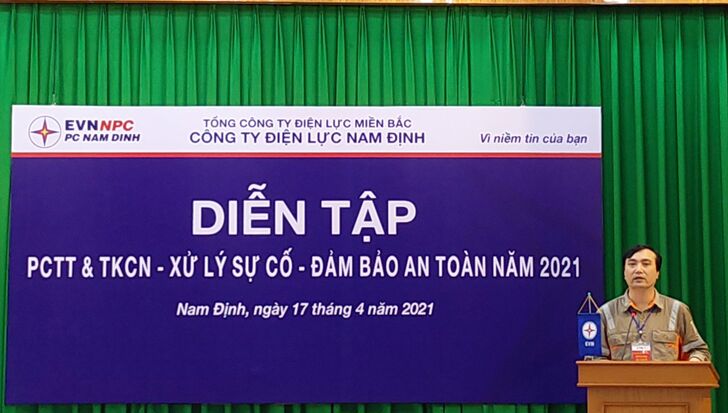 EVNNPC
PC NAM DINH
TỔNG CÔNG TY ĐIỆN LỰC MIỀN BẮC
CÔNG TY ĐIỆN LỰC NAM ĐỊNH
Vì niềm tin của bạn
DIỄN TẬP
PCTT & TKCN - XỬ LÝ SỰ CỐ - ĐẢM BẢO AN TOÀN NĂM 2021
Nam Định, ngày 17 tháng 4 năm 2021
EVN